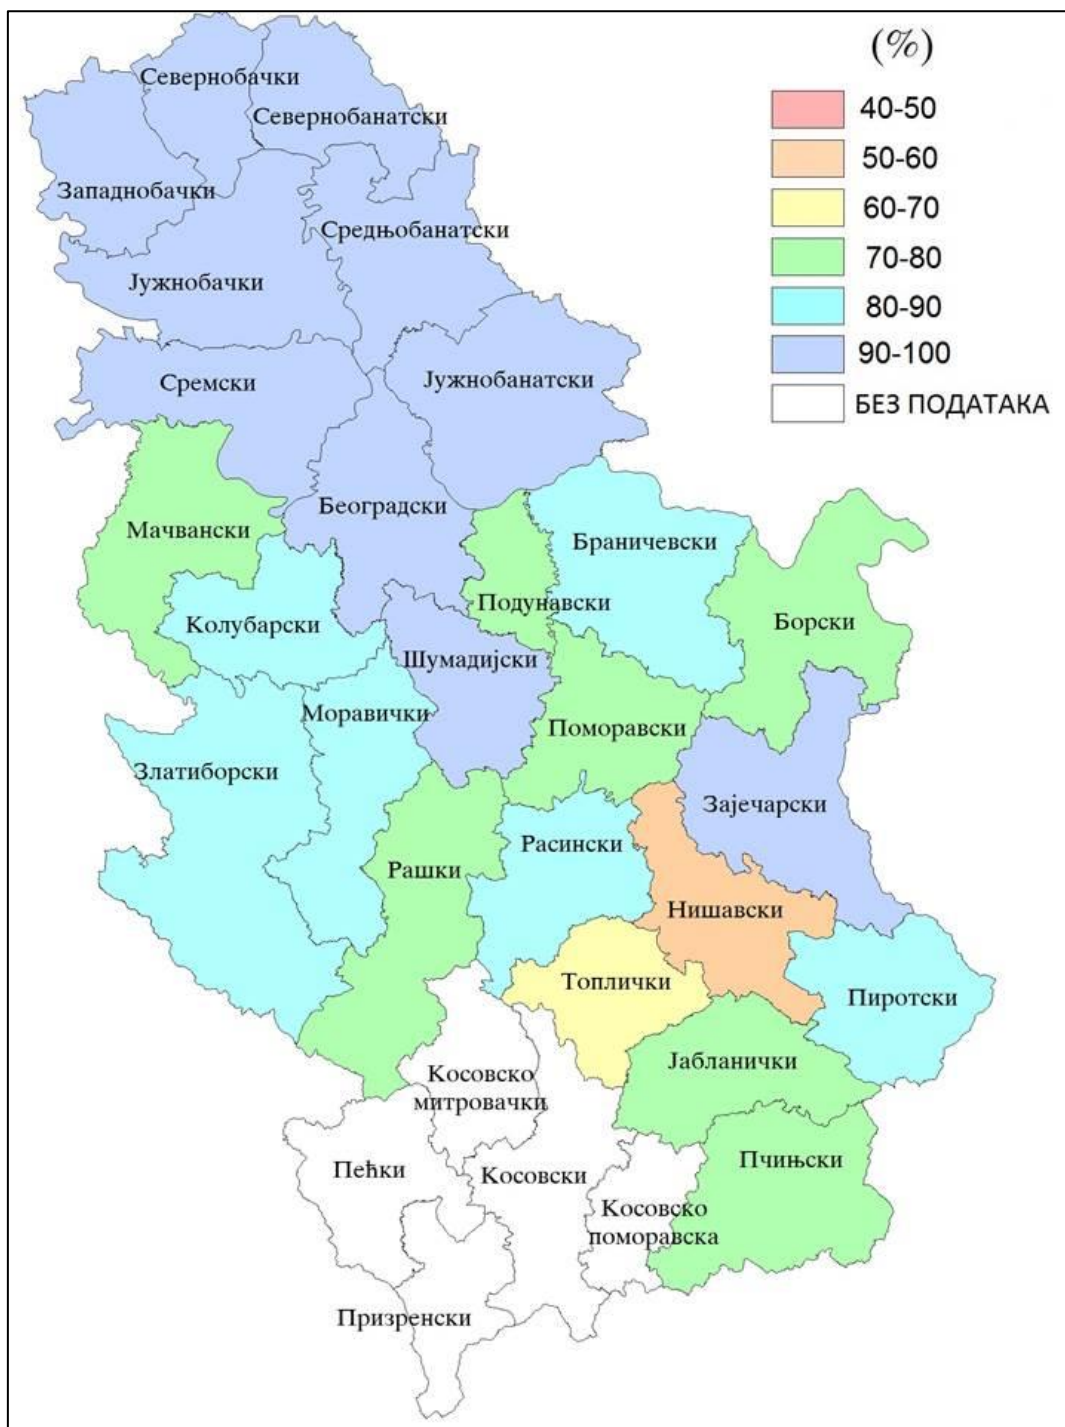 (%)
40-50
50-60
60-70
70-80
80-90
90-100
БЕЗ ПОДАТАКА
Севернобачки
Севернобанатски
Западнобачки
Средњобанатски
Јужнобачки
Сремски
Јужнобанатски
Београдски
Мачвански
Браничевски
Подунавски
Колубарски
Борски
Шумадијски
Моравички
Поморавски
Златиборски
Зајечарски
Расински
Рашки
Нишавски
Топлички
Пиротски
Јабланички
Косовско
митровачки
Пчињски
Пећки
Косовски
Косовско
поморавска
Призренски